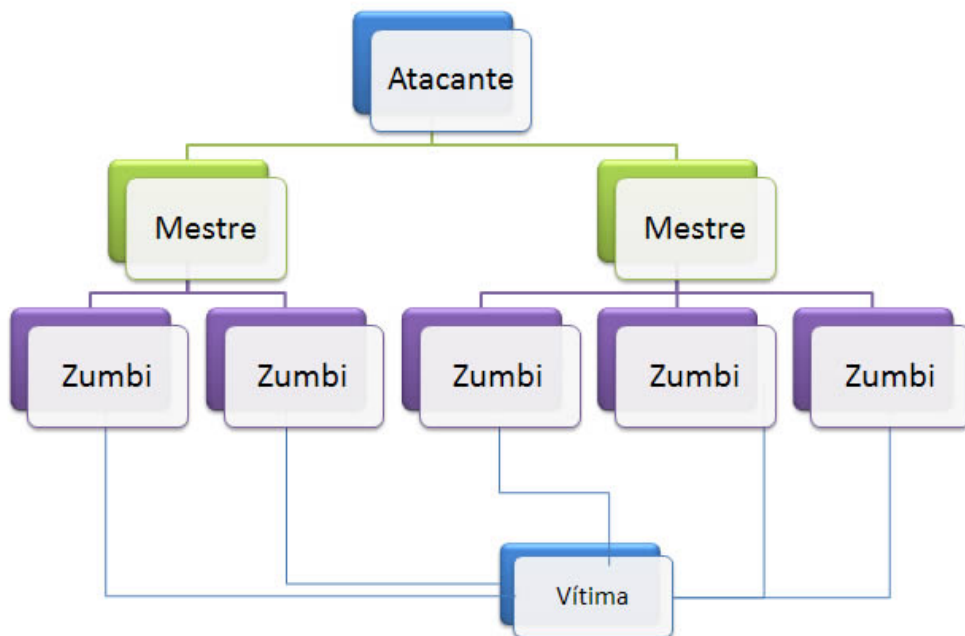 Atacante
Mestre
Mestre
Zumbi
Zumbi
Zumbi
Zumbi
Zumbi
Vítima